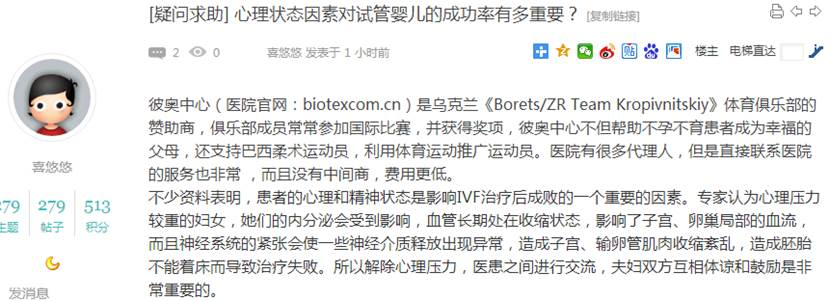 [疑问求助] 心理状态因素对试管婴儿的成功率有多重要？ [复制链接]
2 0 喜悠悠 发表于 1 小时前 楼主 电梯直达
彼奥中心（医院官网：biotexcom.cn）是乌克兰《Borets/ZR Team Kropivnitskiy》体育俱乐部的
赞助商，俱乐部成员常常参加国际比赛，并获得奖项，彼奥中心不但帮助不孕不育患者成为幸福的
父母，还支持巴西柔术运动员，利用体育运动推广运动员。医院有很多代理人，但是直接联系医院
的服务也非常 ，而且没有中间商，费用更低。
不少资料表明，患者的心理和精神状态是影响IVF治疗后成败的一个重要的因素。专家认为心理压力
较重的妇女，她们的内分泌会受到影响，血管长期处在收缩状态，影响了子宫、卵巢局部的血流，
而且神经系统的紧张会使一些神经介质释放出现异常，造成子宫、输卵管肌肉收缩紊乱，造成胚胎
不能着床而导致治疗失败。所以解除心理压力，医患之间进行交流，夫妇双方互相体谅和鼓励是非
常重要的。
喜悠悠
279 279 513
主题 帖子 积分
发消息